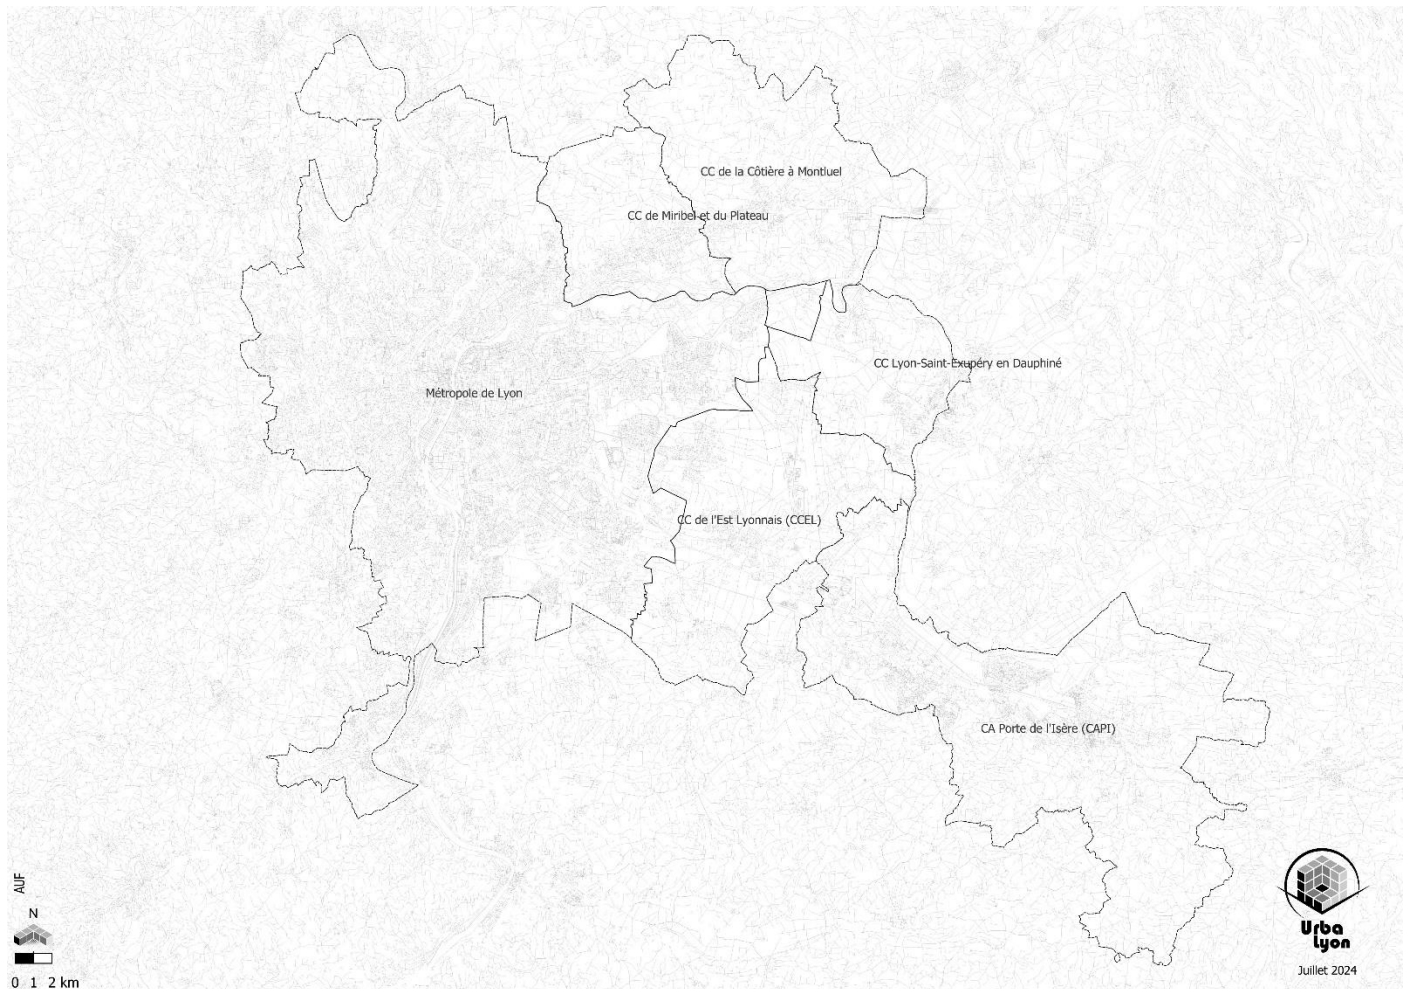 CC de la Côtière à Montluel
CC de Miribel et du Plateau
CC Lyon-Saint-Exupéry en Dauphiné
Métropole de Lyon
CC de l'Est Lyonnais (CCEL)
CA Porte de l'Isère (CAPI)
AUF
N
0 1 2 km
Urba
Lyon
Juillet 2024